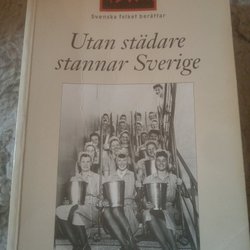 Svenska folket berättar
Utan städare
stannar Sverige